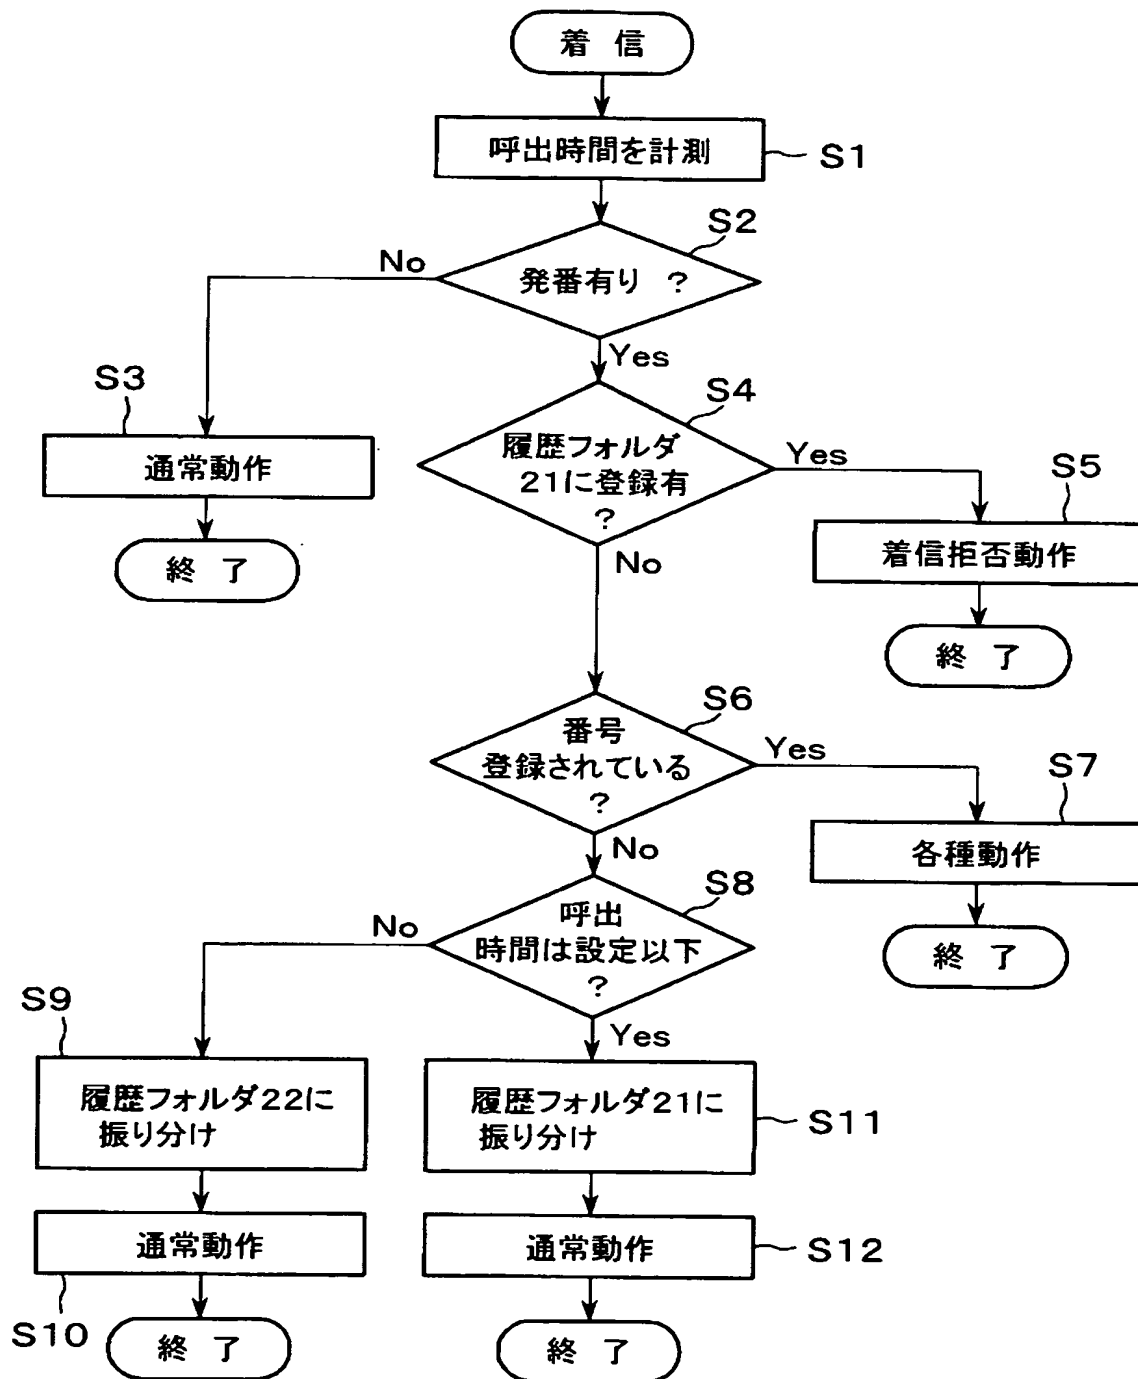 着 信
呼出時間を計測
S1
S2
発番有り ?
No
Yes
S3
通常動作
終 了
S4
履歴フォルダ
21に登録有
?
Yes
No
S5
着信拒否動作
終 了
S6
番号
登録されている
?
Yes
No
S7
各種動作
終 了
S8
呼出
時間は設定以下
?
No
Yes
S9
履歴フォルダ22に
振り分け
履歴フォルダ21に
振り分け
S11
通常動作
S10
通常動作
S12
終 了
終 了